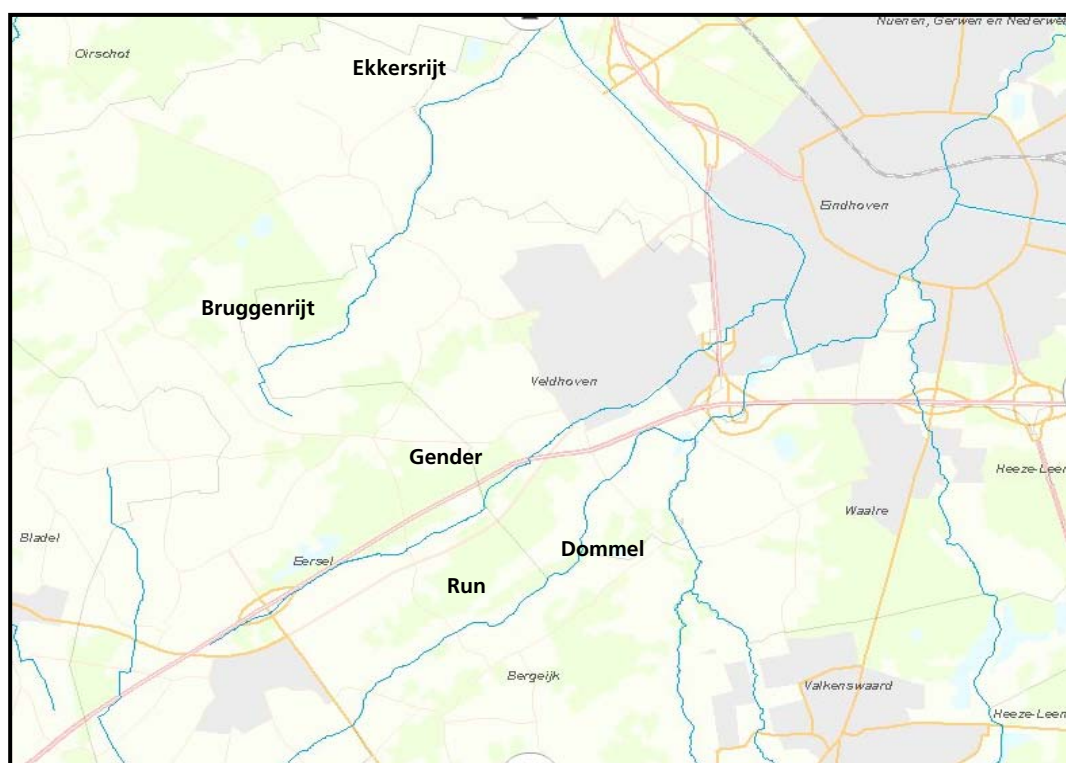 Nuenen, Gerwen en Nederwet
Oirschot
Ekkersrijt
Eindhoven
Bruggenrijt
Veldhoven
Gender
Heeze-Leen
Waalre
Bladel
Dommel
Eersel
Run
Bergeijk
Valkenswaard
Heeze-Leen